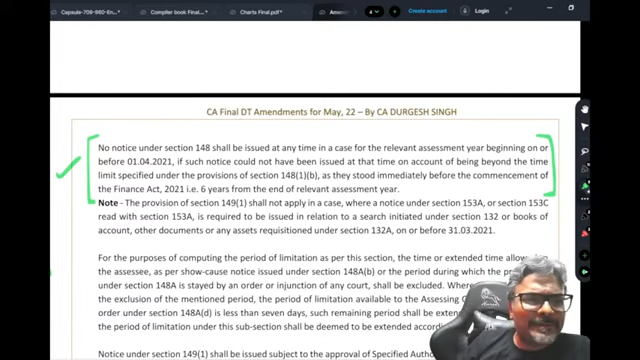 Capsule-709-960-En...
Compiler book Final...
Charts Final.pdf*
Amen
4
Create account
CA Final DT Amendments for May, 22 – By CA DURGESH SINGH
No notice under section 148 shall be issued at any time in a case for the relevant assessment year beginning on or
before 01.04.2021, if such notice could not have been issued at that time on account of being beyond the time
limit specified under the provisions of section 148(1)(b), as they stood immediately before the commencement of
the Finance Act, 2021 i.e. 6 years from the end of relevant assessment year.
Note - The provision of section 149(1) shall not apply in a case, where a notice under section 153A, or section 153C
read with section 153A, is required to be issued in relation to a search initiated under section 132 or books of
account, other documents or any assets requisitioned under section 132A, on or before 31.03.2021.
For the purposes of computing the period of limitation as per this section, the time or extended time allow
the assessee, as per show-cause notice issued under section 148A(b) or the period during which the p
under section 148A is stayed by an order or injunction of any court, shall be excluded. Where
the exclusion of the mentioned period, the period of limitation available to the Assessing
order under section 148A(d) is less than seven days, such remaining period shall be exten
the period of limitation under this sub-section shall be deemed to be extended accord
Notice under section 149(1) shall be issued subject to the approval of Specified Autho